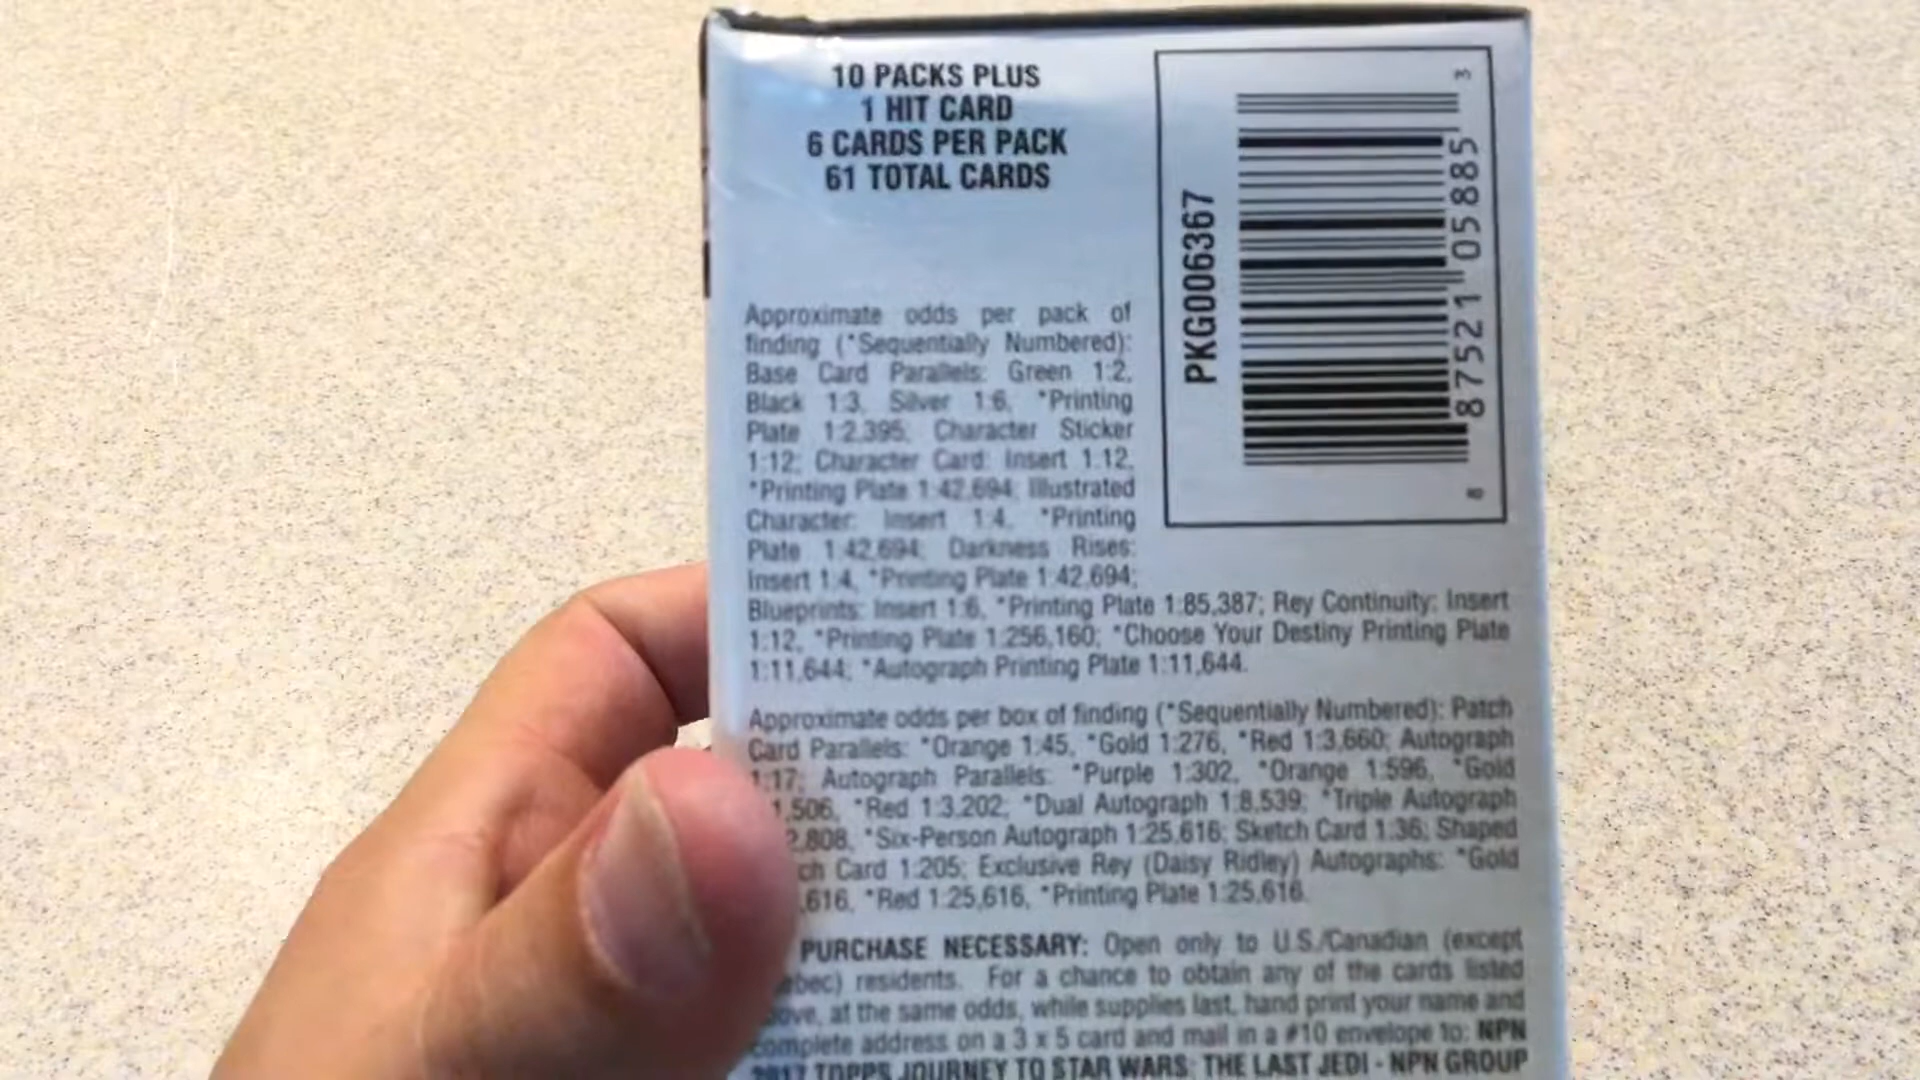 10 PACKS PLUS
1 HIT CARD
6 CARDS PER PACK
61 TOTAL CARDS
PKG006367
3
8 7521 05885
8
Approximate odds per pack of
finding (*Sequentially Numbered):
Base Card Parallels: Green 1:2,
Black 1:3, Silver 1:6, *Printing
Plate 1:2,395; Character Sticker
1:12; Character Card: Insert 1:12,
*Printing Plate 1:42,694; Illustrated
Character: Insert 1:4, *Printing
Plate 1:42,694; Darkness Rises:
Insert 1:4, *Printing Plate 1:42,694;
Blueprints: Insert 1:6, *Printing Plate 1:85,387; Rey Continuity: Insert
1:12, *Printing Plate 1:256,160; *Choose Your Destiny Printing Plate
1:11,644; *Autograph Printing Plate 1:11,644.
Approximate odds per box of finding (*Sequentially Numbered): Patch
Card Parallels: *Orange 1:45, *Gold 1:276, *Red 1:3,660; Autograph
1:17; Autograph Parallels: *Purple 1:302, *Orange 1:596, *Gold
1,506, *Red 1:3,202; *Dual Autograph 1:8,539; *Triple Autograph
2,808, *Six-Person Autograph 1:25,616; Sketch Card 1:36; Shaped
ch Card 1:205; Exclusive Rey (Daisy Ridley) Autographs: *Gold
,616, *Red 1:25,616, *Printing Plate 1:25,616.
PURCHASE NECESSARY: Open only to U.S./Canadian (except
ebec) residents. For a chance to obtain any of the cards listed
ove, at the same odds, while supplies last, hand print your name and
complete address on a 3 x 5 card and mail in a #10 envelope to: NPN
2017 TOPPS JOURNEY TO STAR WARS: THE LAST JEDI - NPN GROUP